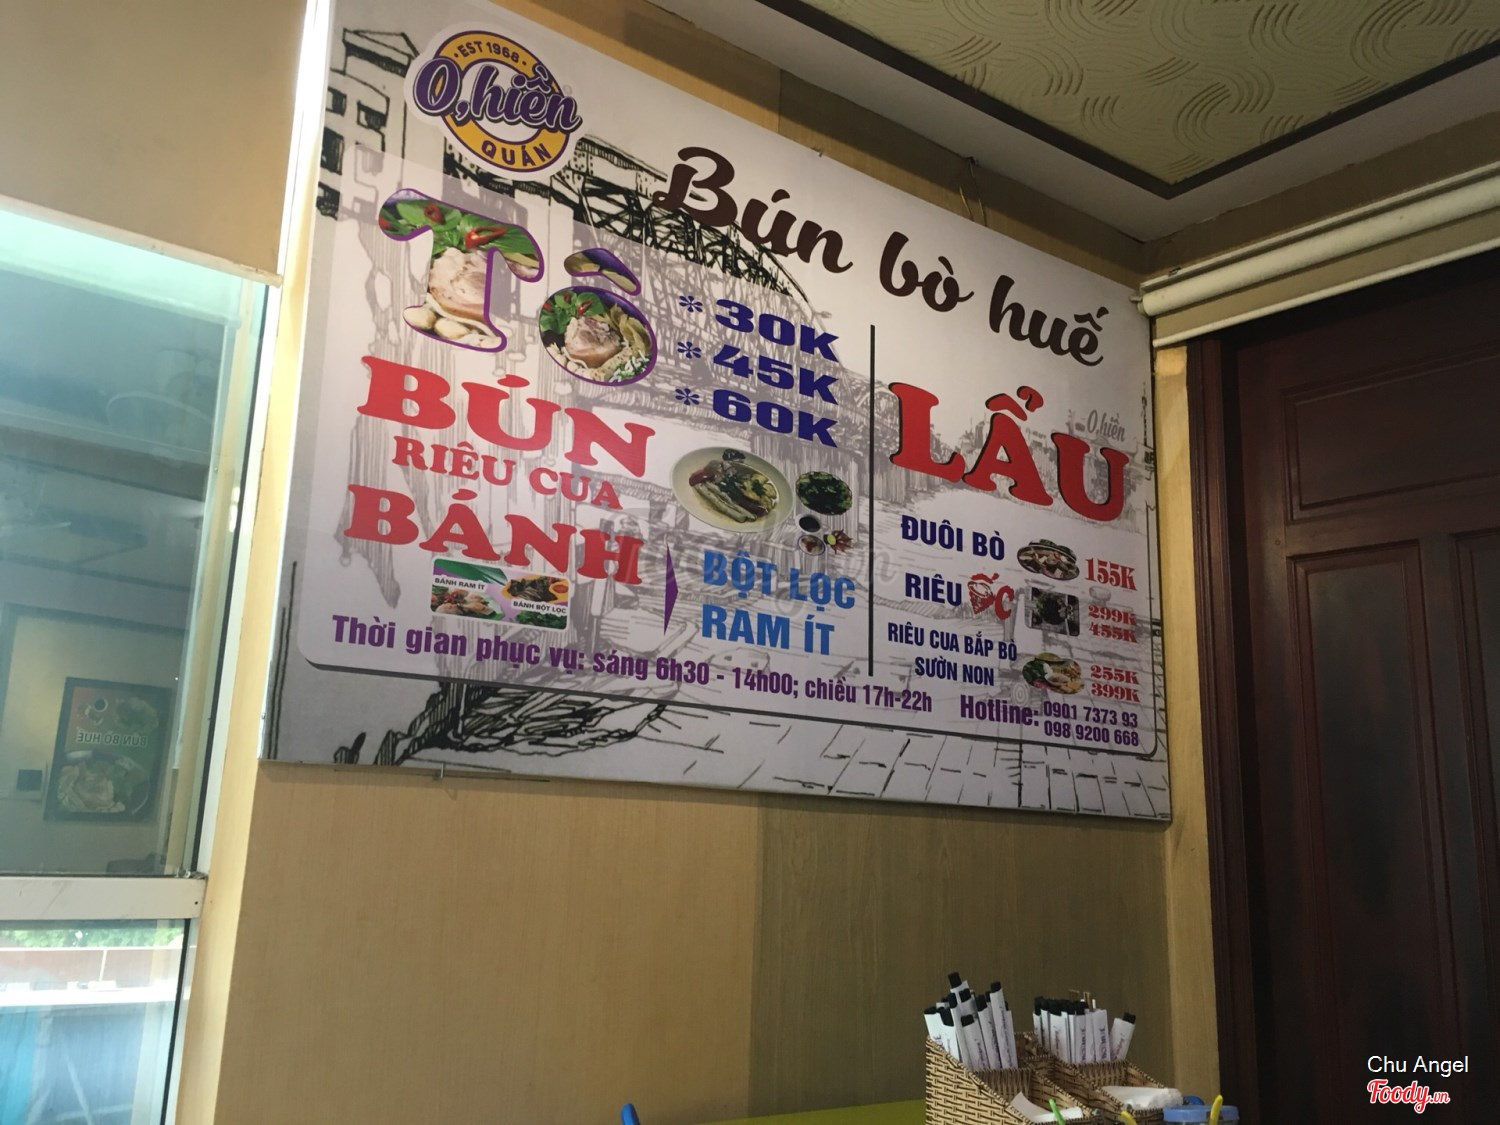 EST 1968
O,hiền
QUÁN
Bún bò huế
TÔ
* 30K
* 45K
* 60K
BÚN
RIÊU CUA
BÁNH
BÁNH RAM ÍT
BÁNH BỘT LỌC
BỘT LỌC
RAM ÍT
O,hiền
LẨU
ĐUÔI BÒ 155K
RIÊU ỐC 299K
455K
RIÊU CUA BẮP BÒ
SƯỜN NON 255K
399K
Thời gian phục vụ: sáng 6h30 - 14h00; chiều 17h-22h
Hotline: 0901 7373 93
098 9200 668
BÚN BÒ HUẾ
Chu Angel
Foody.vn